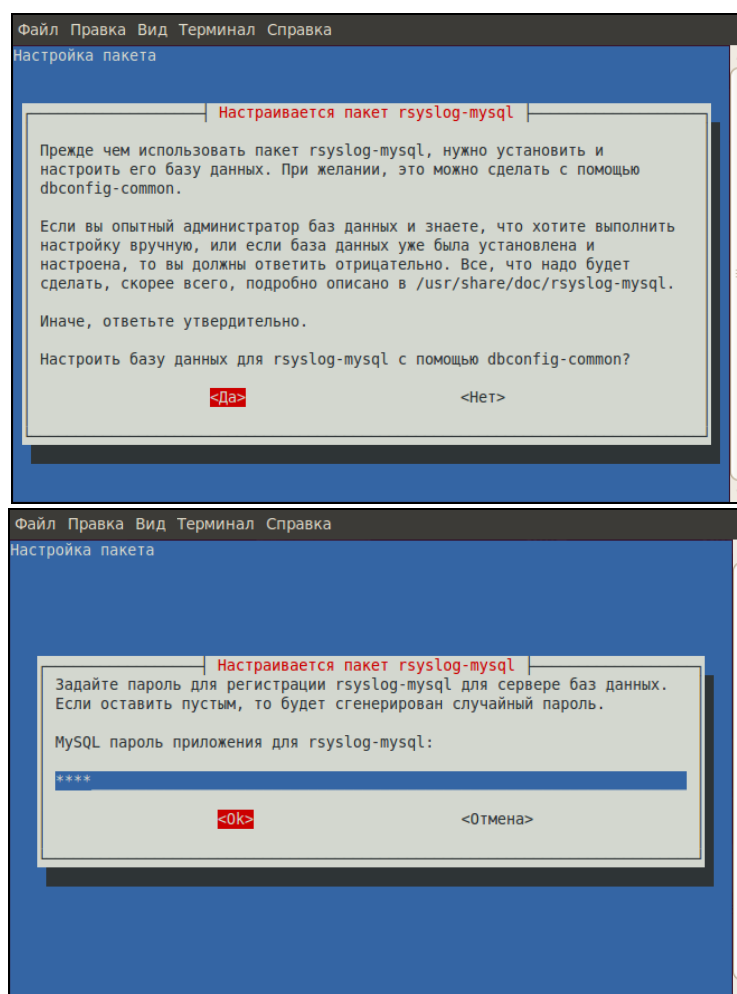 Файл Правка Вид Терминал Справка
Настройка пакета
Настраивается пакет rsyslog-mysql
Прежде чем использовать пакет rsyslog-mysql, нужно установить и
настроить его базу данных. При желании, это можно сделать с помощью
dbconfig-common.
Если вы опытный администратор баз данных и знаете, что хотите выполнить
настройку вручную, или если база данных уже была установлена и
настроена, то вы должны ответить отрицательно. Все, что надо будет
сделать, скорее всего, подробно описано в /usr/share/doc/rsyslog-mysql.
Иначе, ответьте утвердительно.
Настроить базу данных для rsyslog-mysql с помощью dbconfig-common?
<Да> <Нет>
Файл Правка Вид Терминал Справка
Настройка пакета
Настраивается пакет rsyslog-mysql
Задайте пароль для регистрации rsyslog-mysql для сервере баз данных.
Если оставить пустым, то будет сгенерирован случайный пароль.
MySQL пароль приложения для rsyslog-mysql:
****
<Ok> <Отмена>